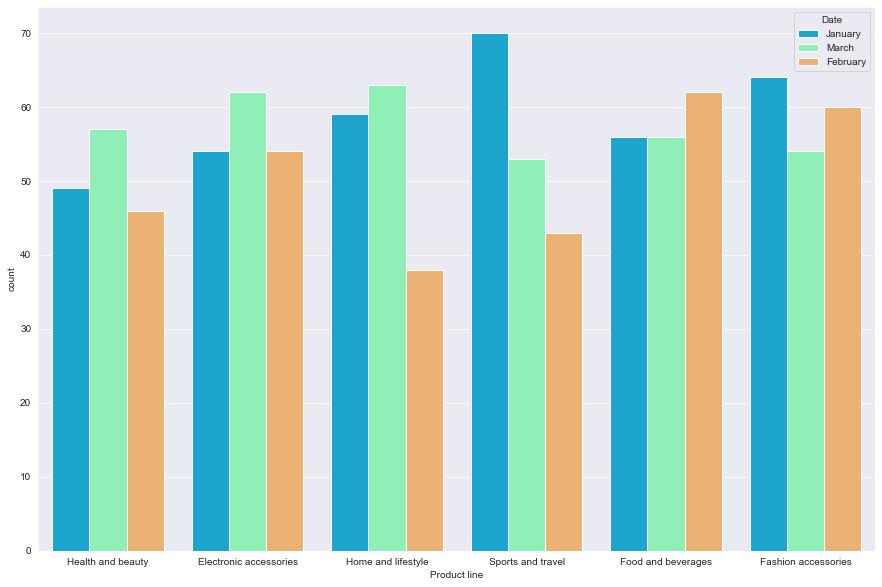 Date
January
March
February
count
70
60
50
40
30
20
10
0
Health and beauty
Electronic accessories
Home and lifestyle
Sports and travel
Food and beverages
Fashion accessories
Product line